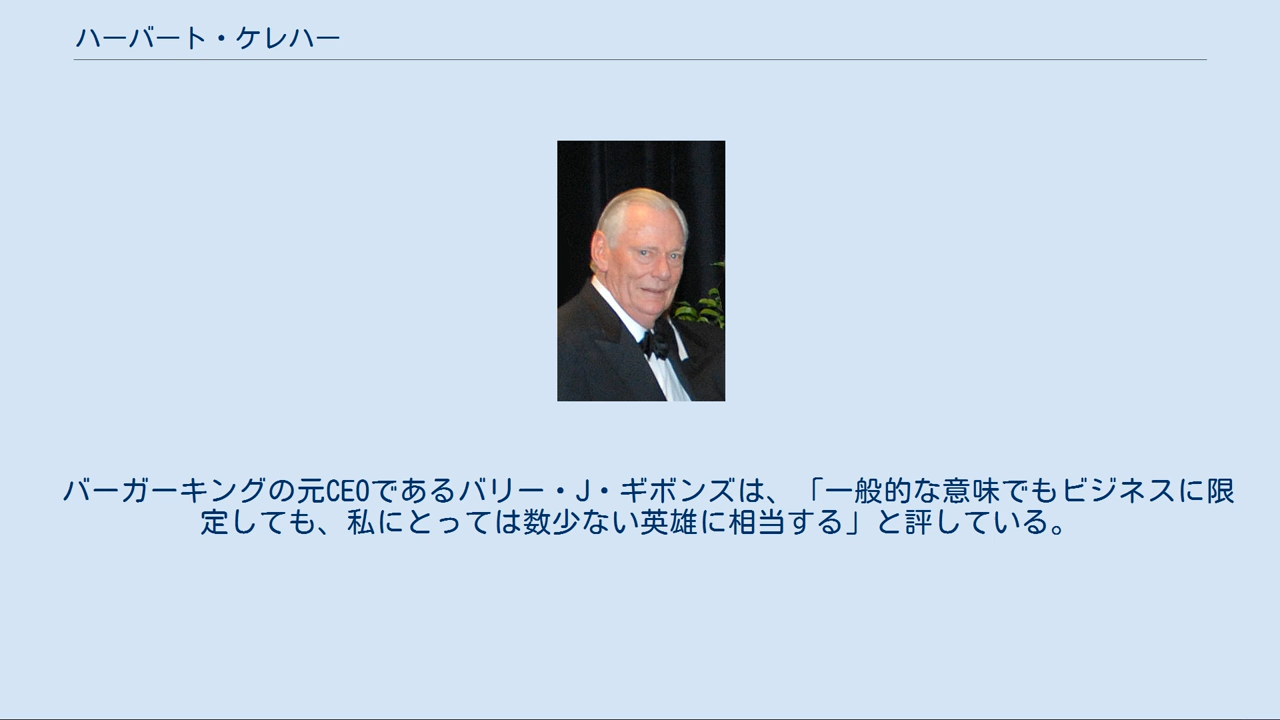 ハーバート・ケレハー
バーガーキングの元CEOであるバリー・J・ギボンズは、「一般的な意味でもビジネスに限
定しても、私にとっては数少ない英雄に相当する」と評している。